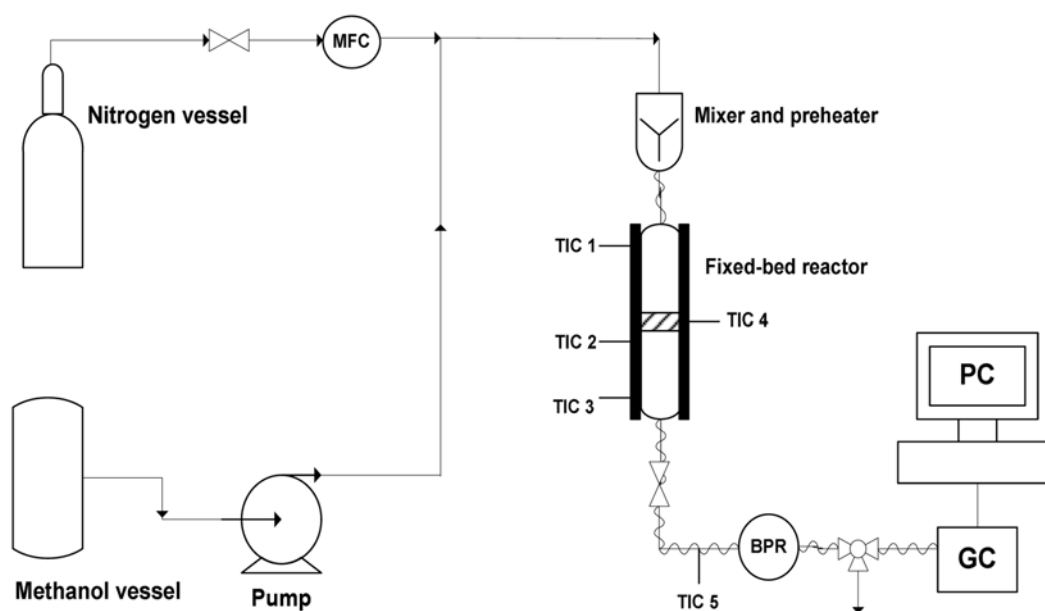 MFC
Nitrogen vessel
Mixer and preheater
TIC 1
Fixed-bed reactor
TIC 4
TIC 2
TIC 3
PC
Methanol vessel
Pump
BPR
GC
TIC 5